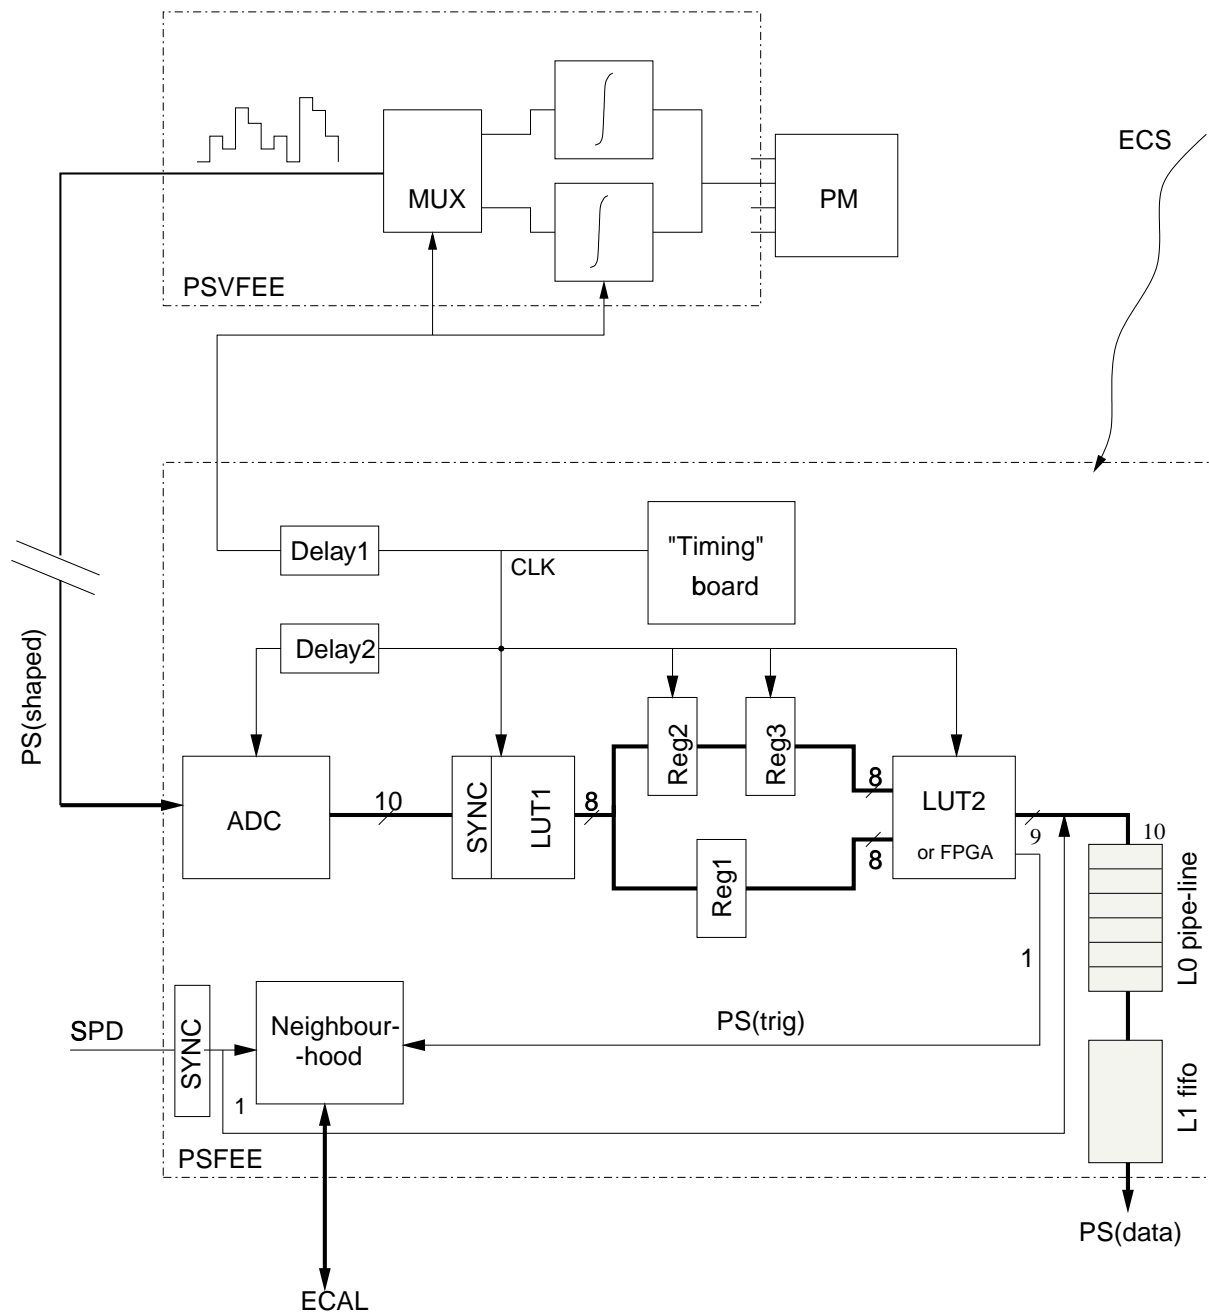 ECS
MUX
PM
PSVFEE
Delay1
CLK
"Timing"
board
Delay2
PS(shaped)
Reg2
Reg3
ADC
10
SYNC
LUT1
8
8
8
Reg1
LUT2
or FPGA
9
10
L0 pipe-line
1
PS(trig)
SPD
SYNC
Neighbour-
-hood
1
L1 fifo
PSFEE
PS(data)
ECAL